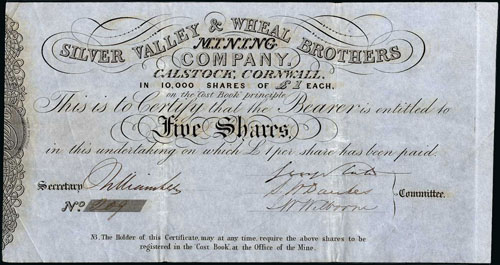 SILVER VALLEY & WHEAL BROTHERS
MINING
COMPANY.
CALSTOCK, CORNWALL.
IN 10,000 SHARES OF £1 EACH.
on the Cost Book principle
This is to Certify that the Bearer is entitled to
Five Shares,
in this undertaking on which £1 per share has been paid.
Secretary
Committee.
No.
NB. The Holder of this Certificate, may at any time, require the above shares to be
registered in the Cost Book, at the Office of the Mine.